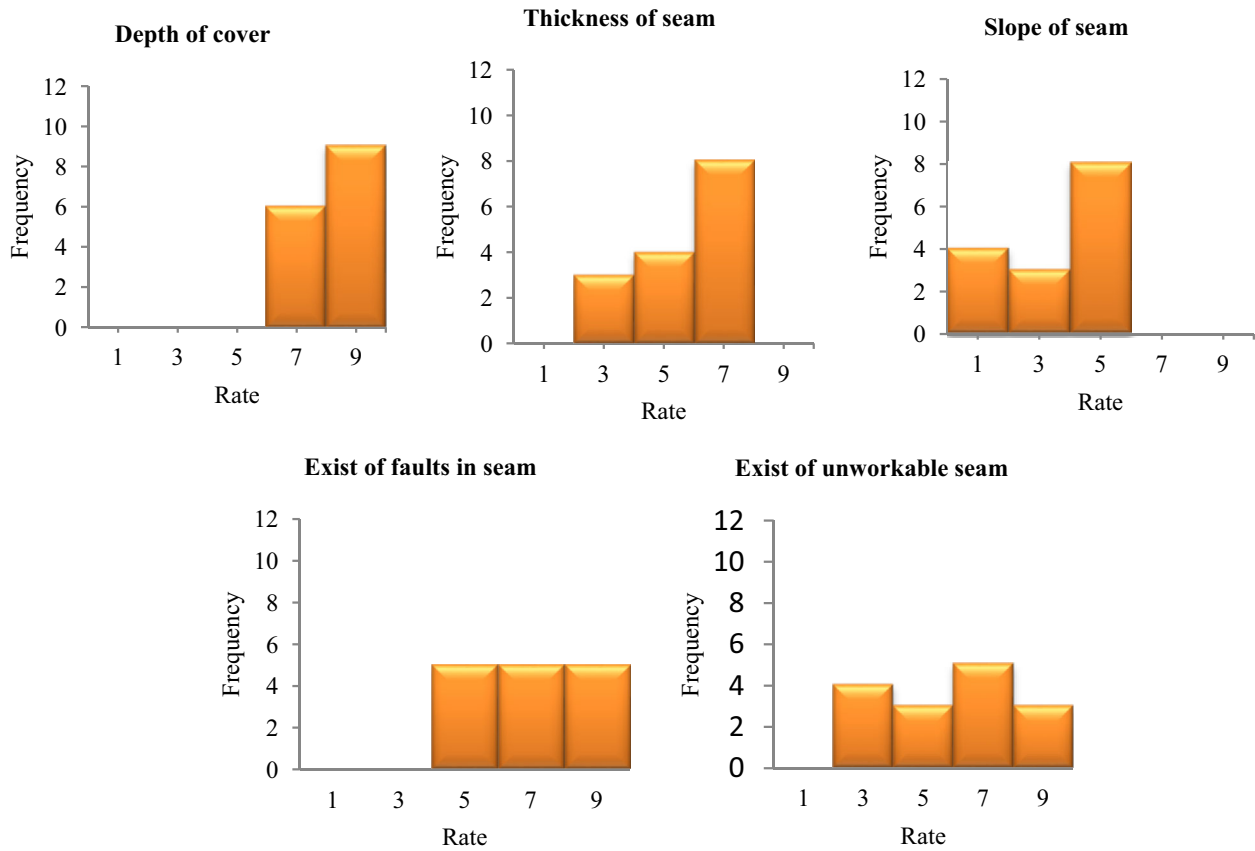 Depth of cover
12
10
8
6
4
2
0
Frequency
1 3 5 7 9
Rate
Thickness of seam
12
10
8
6
4
2
0
Frequency
1 3 5 7 9
Rate
Slope of seam
12
10
8
6
4
2
0
Frequency
1 3 5 7 9
Rate
Exist of faults in seam
12
10
8
6
4
2
0
Frequency
1 3 5 7 9
Rate
Exist of unworkable seam
12
10
8
6
4
2
0
Frequency
1 3 5 7 9
Rate